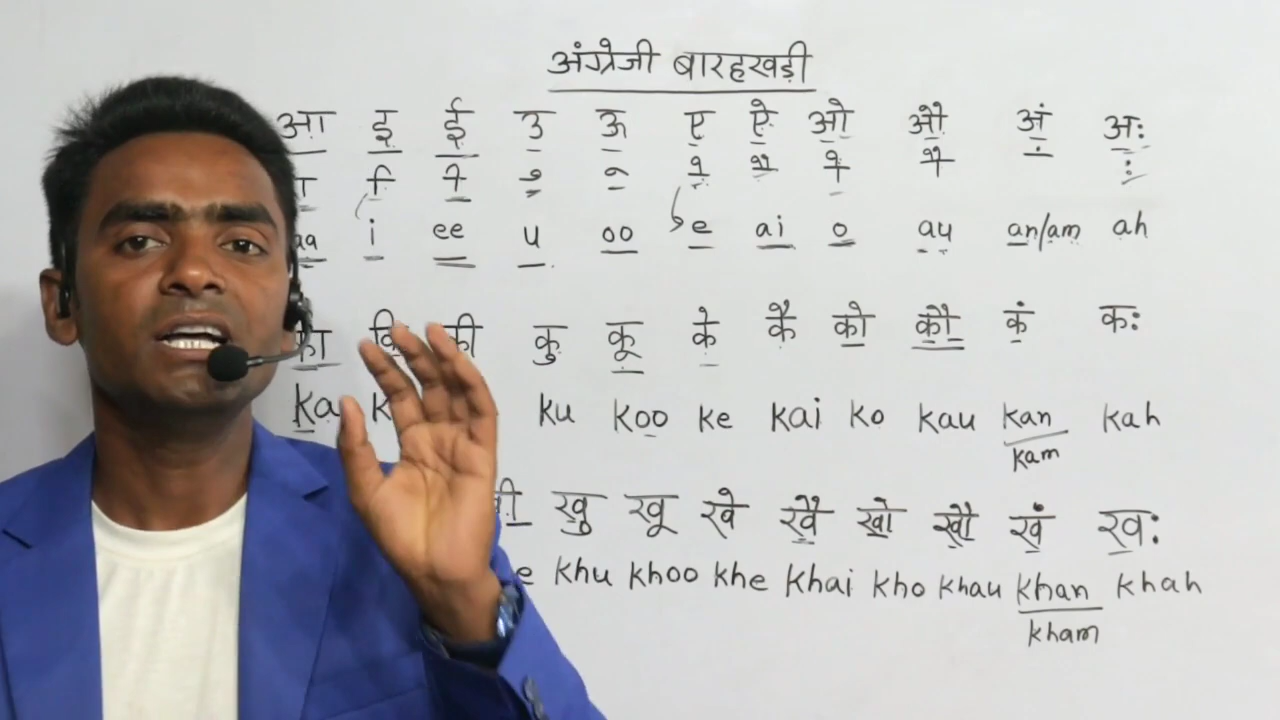 अंग्रेजी बारहखड़ी
आ इ ई उ ऊ ए ऐ ओ औ अं अः
ा ि ी ु ू े ै ो ौ ं ः
aa i ee u oo e ai o au an/am ah
का कि की कु कू के कै को कौ कं कः
ka ku koo ke kai ko kau kan kah
kam
खु खू खे खै खो खौ खं खः
khu khoo khe khai kho khau khan khah
kham